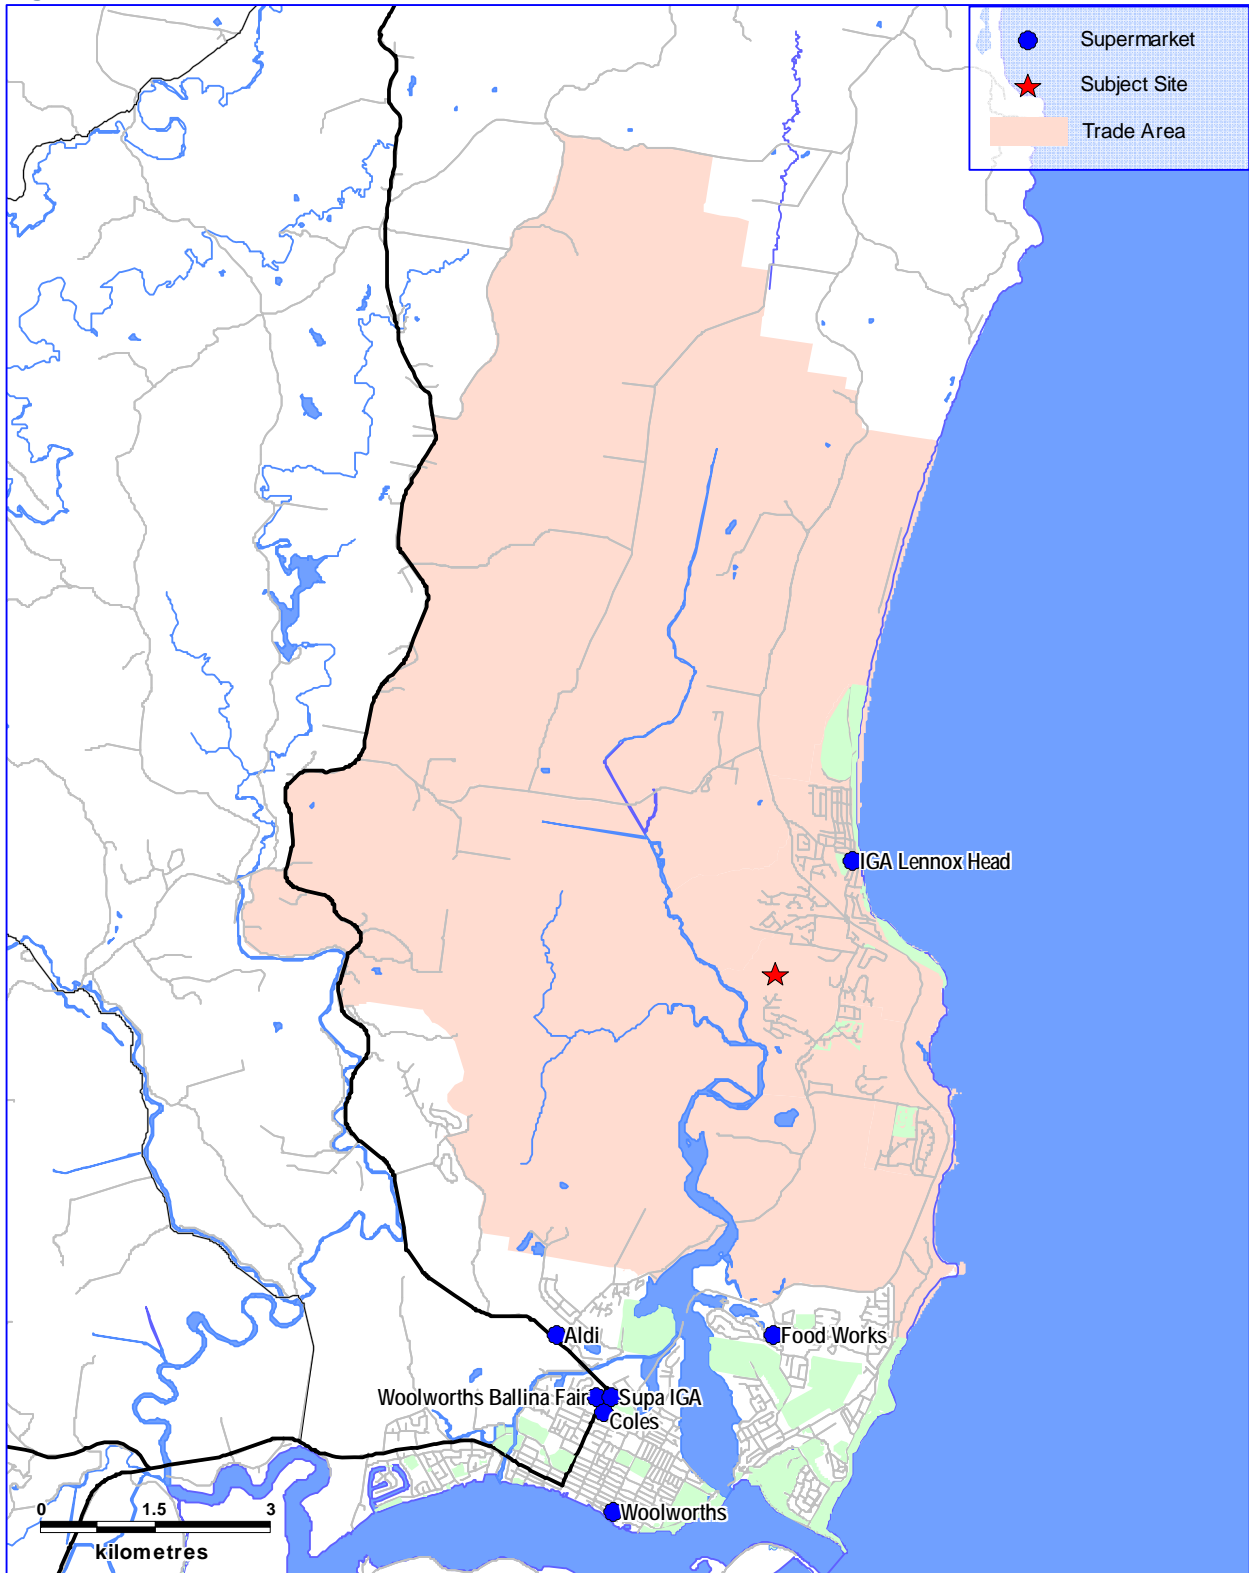 Supermarket
Subject Site
Trade Area
IGA Lennox Head
Aldi
Food Works
Woolworths Ballina Fair
Supa IGA
Coles
Woolworths
0 1.5 3
kilometres